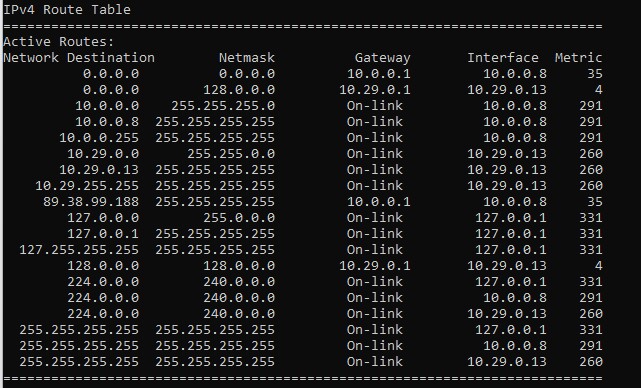 IPv4 Route Table
===========================================================================
Active Routes:
Network Destination        Netmask          Gateway       Interface  Metric
          0.0.0.0          0.0.0.0         10.0.0.1         10.0.0.8     35
          0.0.0.0        128.0.0.0        10.29.0.1       10.29.0.13      4
         10.0.0.0    255.255.255.0         On-link          10.0.0.8    291
         10.0.0.8  255.255.255.255         On-link          10.0.0.8    291
       10.0.0.255  255.255.255.255         On-link          10.0.0.8    291
        10.29.0.0      255.255.0.0         On-link        10.29.0.13    260
       10.29.0.13  255.255.255.255         On-link        10.29.0.13    260
    10.29.255.255  255.255.255.255         On-link        10.29.0.13    260
     89.38.99.188  255.255.255.255         10.0.0.1         10.0.0.8     35
        127.0.0.0        255.0.0.0         On-link         127.0.0.1    331
        127.0.0.1  255.255.255.255         On-link         127.0.0.1    331
  127.255.255.255  255.255.255.255         On-link         127.0.0.1    331
        128.0.0.0        128.0.0.0        10.29.0.1       10.29.0.13      4
        224.0.0.0        240.0.0.0         On-link         127.0.0.1    331
        224.0.0.0        240.0.0.0         On-link          10.0.0.8    291
        224.0.0.0        240.0.0.0         On-link        10.29.0.13    260
  255.255.255.255  255.255.255.255         On-link         127.0.0.1    331
  255.255.255.255  255.255.255.255         On-link          10.0.0.8    291
  255.255.255.255  255.255.255.255         On-link        10.29.0.13    260
===========================================================================